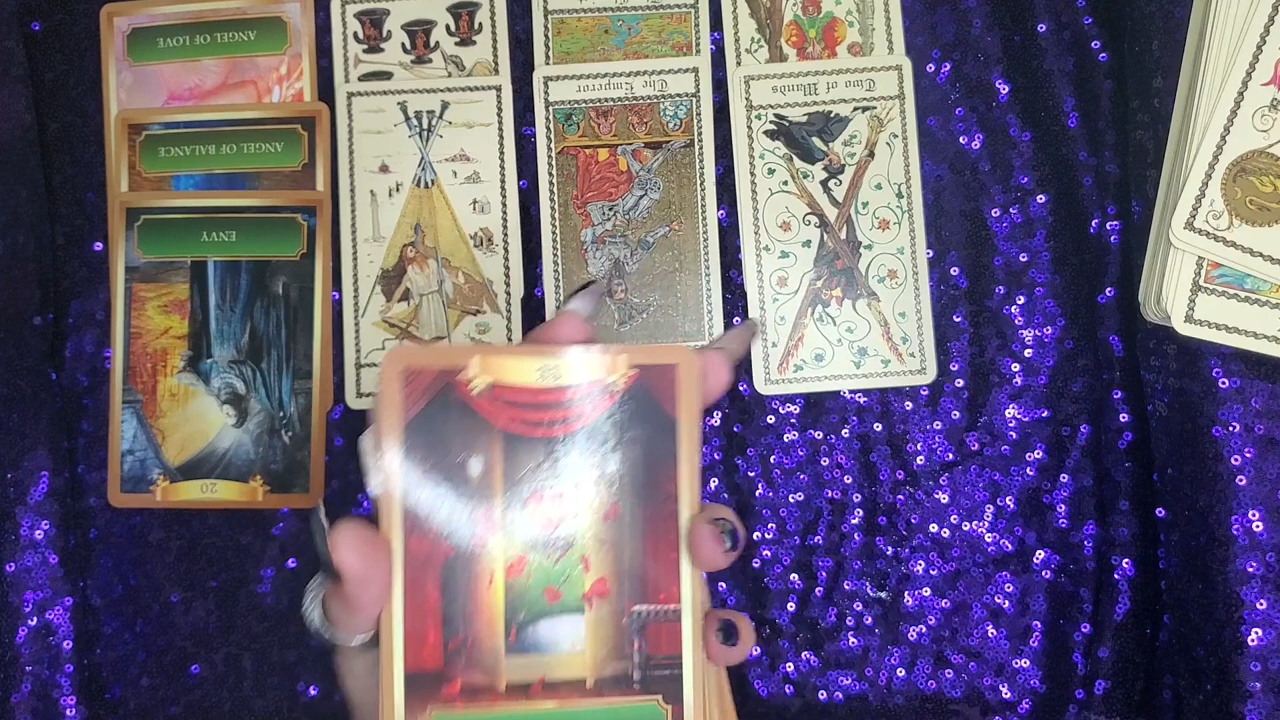 ANGEL OF LOVE
ANGEL OF BALANCE
ENVY
20
The Emperor
Two of Wands